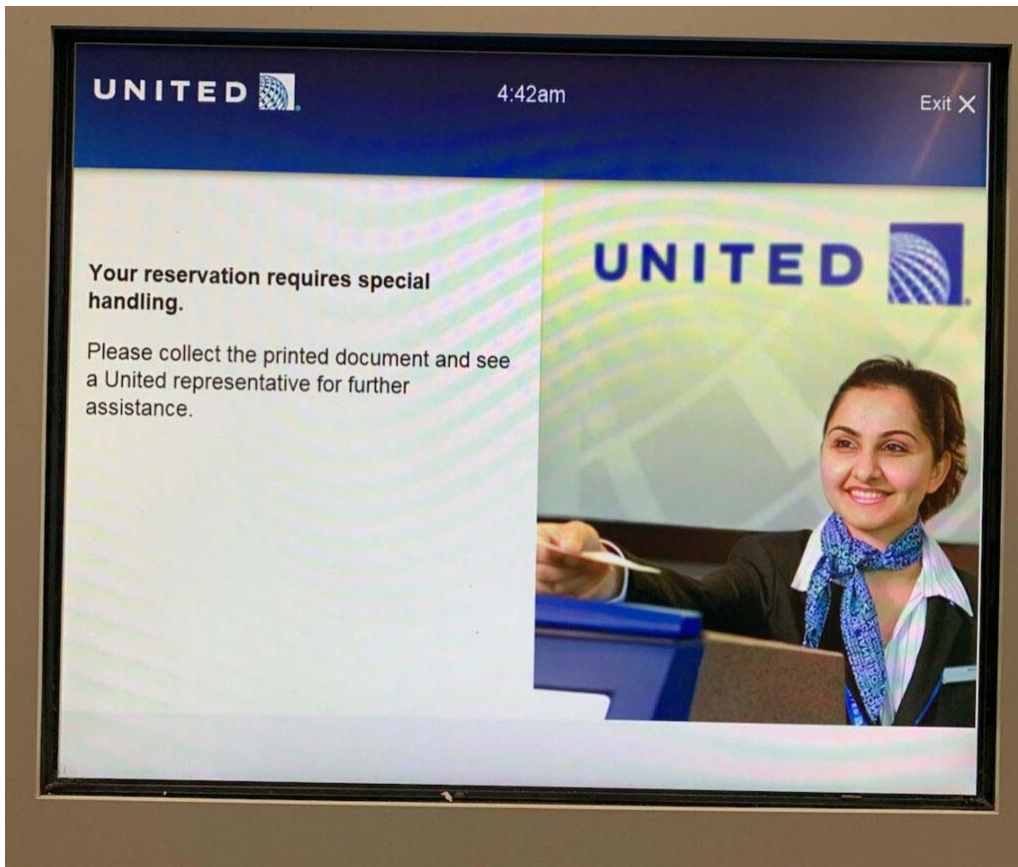 UNITED
4:42am
Exit X
Your reservation requires special
handling.
Please collect the printed document and see
a United representative for further
assistance.
UNITED